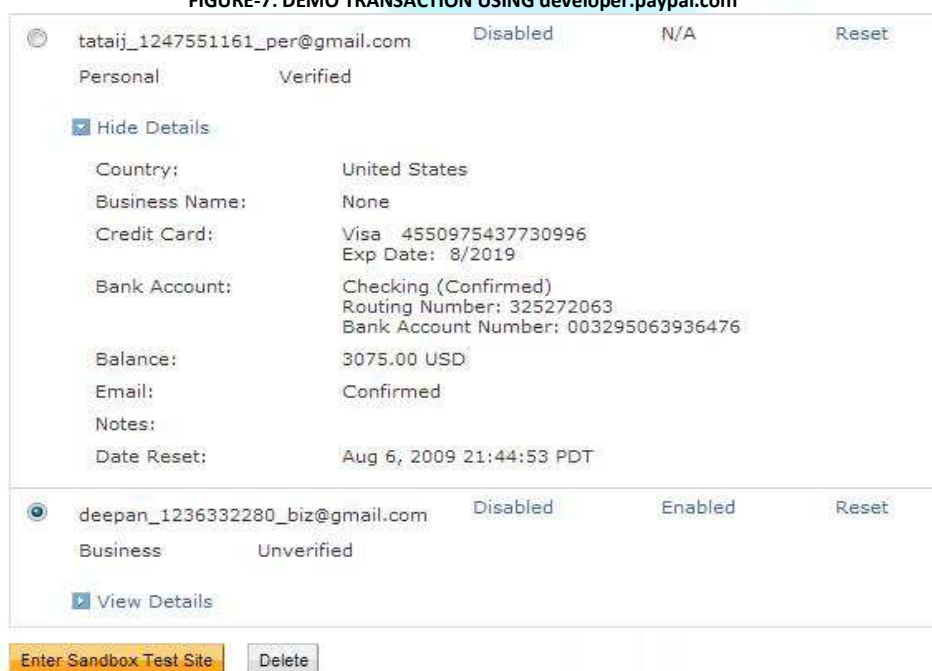 FIGURE-7: DEMO TRANSACTION USING developer.paypal.com
tataij_1247551161_per@gmail.com Disabled N/A Reset
Personal Verified
Hide Details
Country: United States
Business Name: None
Credit Card: Visa 4550975437730996
Exp Date: 8/2019
Bank Account: Checking (Confirmed)
Routing Number: 325272063
Bank Account Number: 003295063936476
Balance: 3075.00 USD
Email: Confirmed
Notes:
Date Reset: Aug 6, 2009 21:44:53 PDT
deepan_1236332280_biz@gmail.com Disabled Enabled Reset
Business Unverified
View Details
Enter Sandbox Test Site Delete